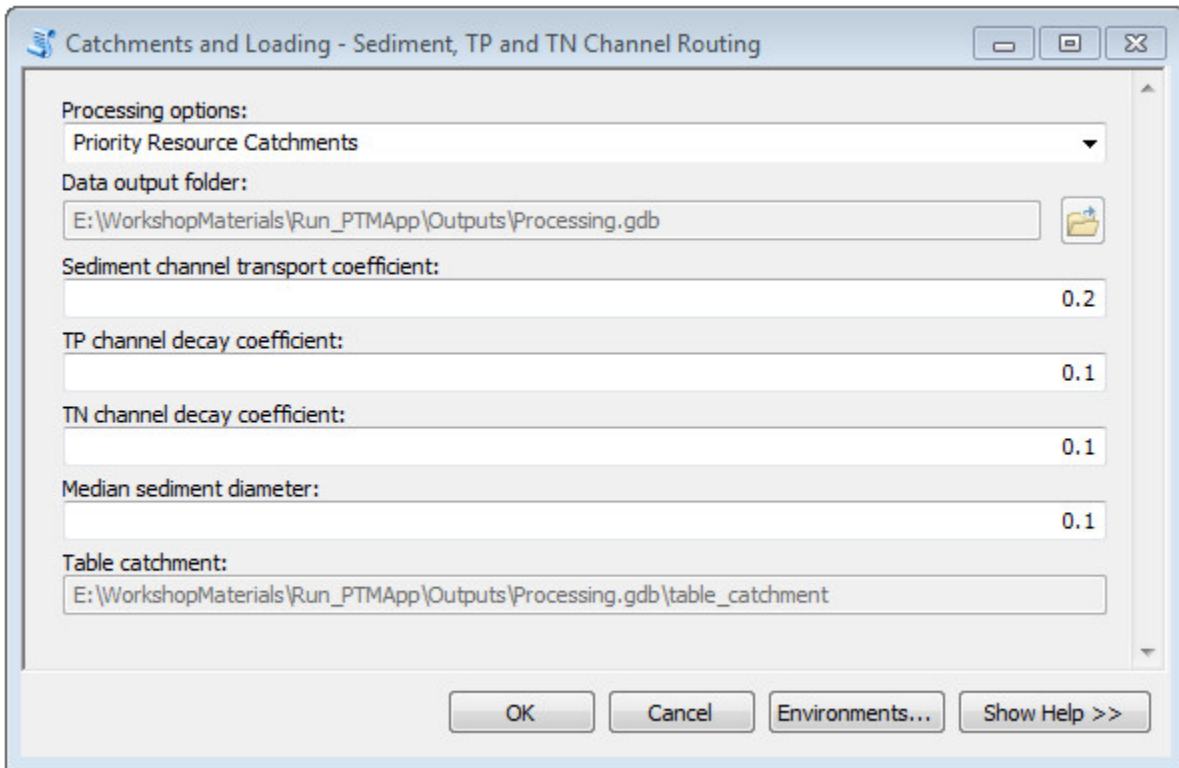 Catchments and Loading - Sediment, TP and TN Channel Routing
Processing options:
Priority Resource Catchments
Data output folder:
E:\WorkshopMaterials\Run_PTMApp\Outputs\Processing.gdb
Sediment channel transport coefficient:
0.2
TP channel decay coefficient:
0.1
TN channel decay coefficient:
0.1
Median sediment diameter:
0.1
Table catchment:
E:\WorkshopMaterials\Run_PTMApp\Outputs\Processing.gdb\table_catchment
OK Cancel Environments... Show Help >>